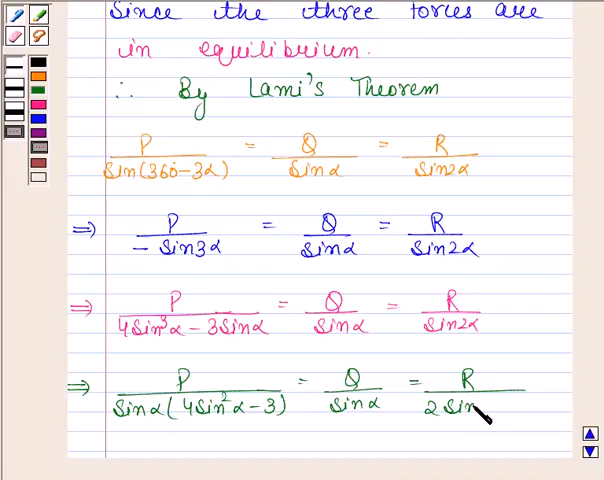 Since the three forces are
in equilibrium.
∴ By Lami's Theorem
P/Sin(360°-3α) = Q/Sinα = R/Sin2α
⇒ P/-Sin3α = Q/Sinα = R/Sin2α
⇒ P/4Sin³α - 3Sinα = Q/Sinα = R/Sin2α
⇒ P/Sinα(4Sin²α - 3) = Q/Sinα = R/2Sin